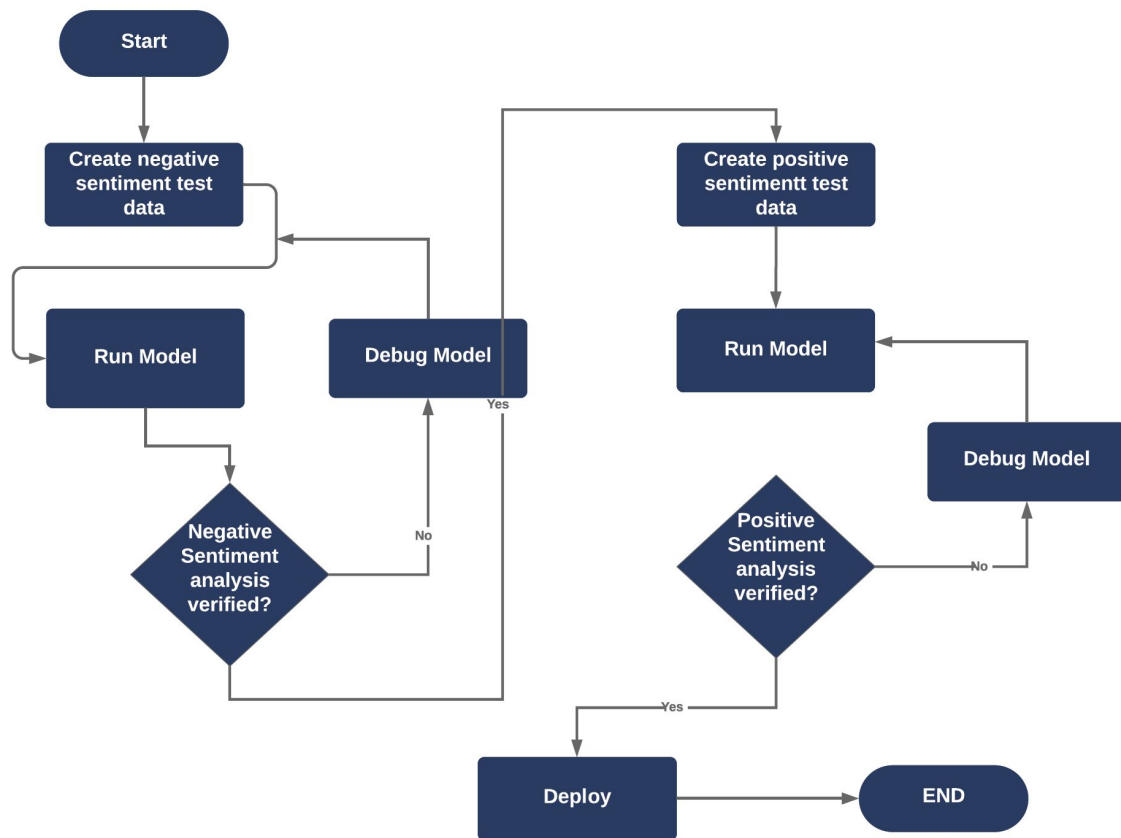 Start
Create negative
sentiment test
data
Run Model
Debug Model
Negative
Sentiment
analysis
verified?
No
Yes
Create positive
sentimentt test
data
Run Model
Debug Model
Positive
Sentiment
analysis
verified?
No
Yes
Deploy
END